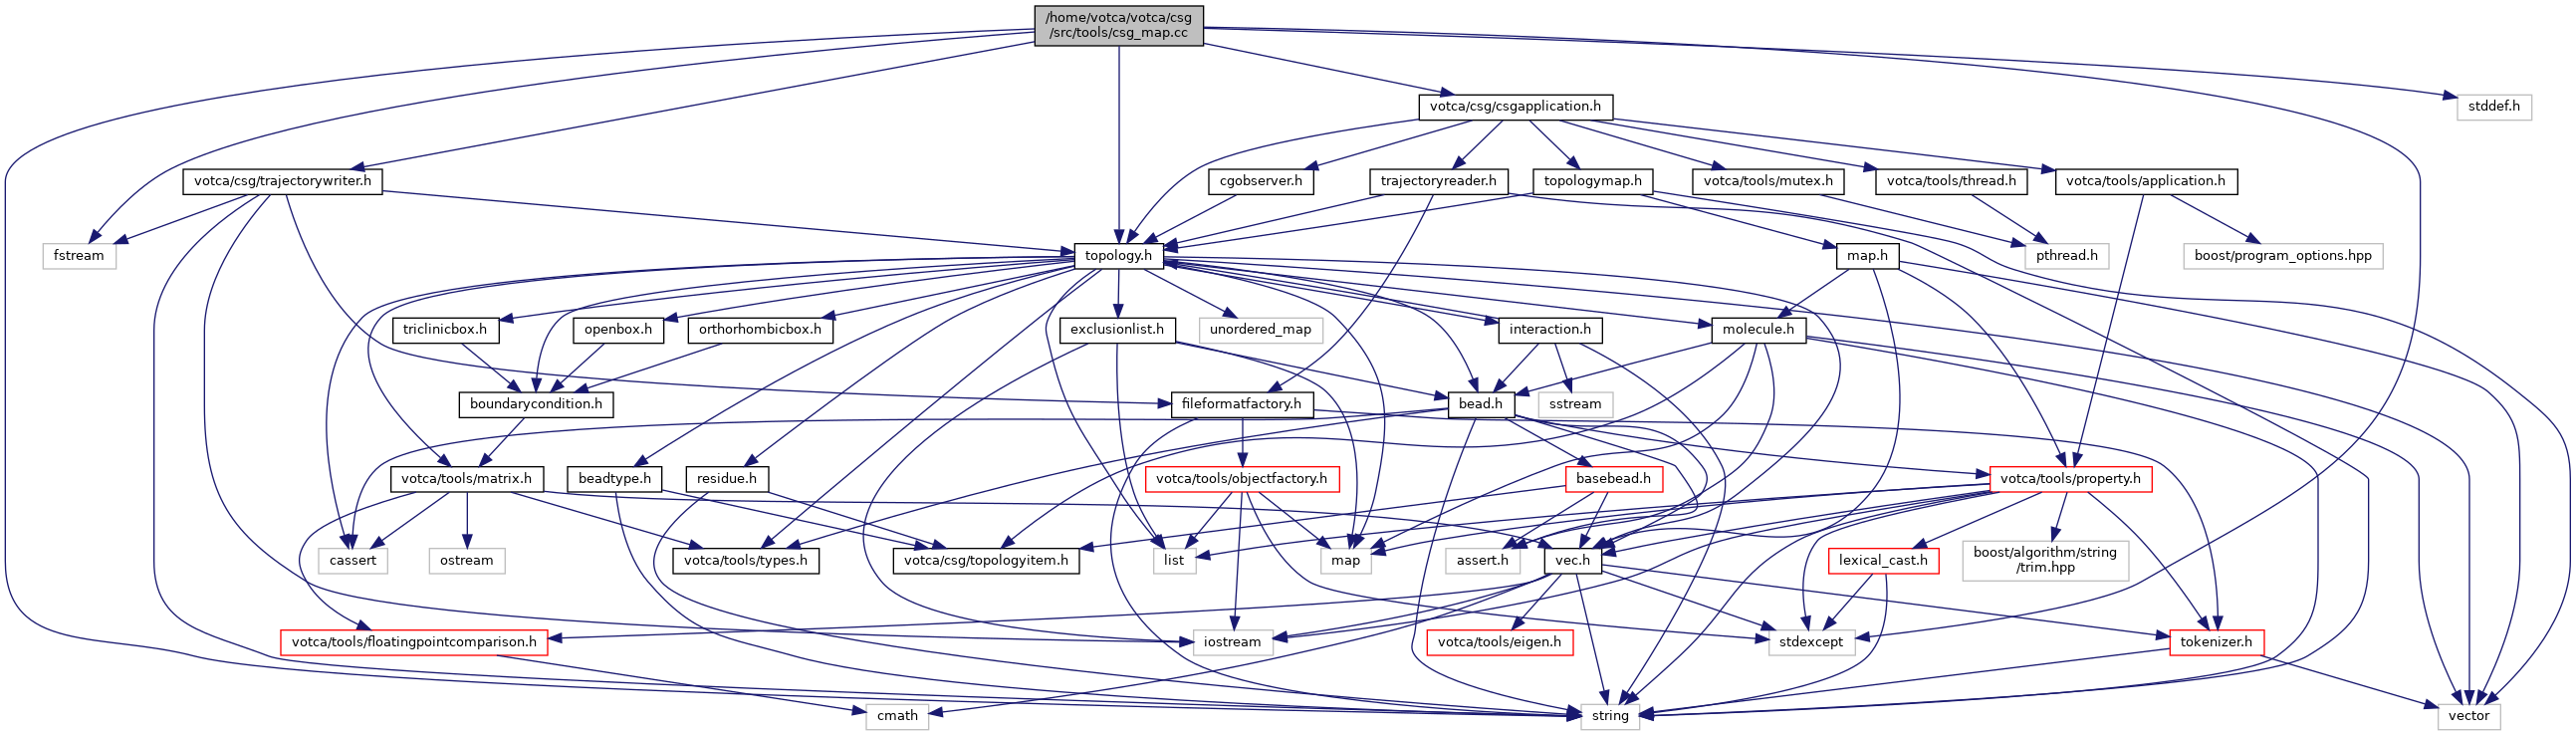 /home/votca/votca/csg
/src/tools/csg_map.cc
votca/csg/csgapplication.h
stddef.h
votca/csg/trajectorywriter.h
cgobserver.h
trajectoryreader.h
topologymap.h
votca/tools/mutex.h
votca/tools/thread.h
votca/tools/application.h
fstream
topology.h
map.h
pthread.h
boost/program_options.hpp
triclinicbox.h
openbox.h
orthorhombicbox.h
exclusionlist.h
unordered_map
interaction.h
molecule.h
boundarycondition.h
fileformatfactory.h
bead.h
sstream
votca/tools/matrix.h
beadtype.h
residue.h
votca/tools/objectfactory.h
basebead.h
votca/tools/property.h
cassert
ostream
votca/tools/types.h
votca/csg/topologyitem.h
list
map
assert.h
vec.h
lexical_cast.h
boost/algorithm/string
/trim.hpp
votca/tools/floatingpointcomparison.h
iostream
votca/tools/eigen.h
stdexcept
tokenizer.h
cmath
string
vector